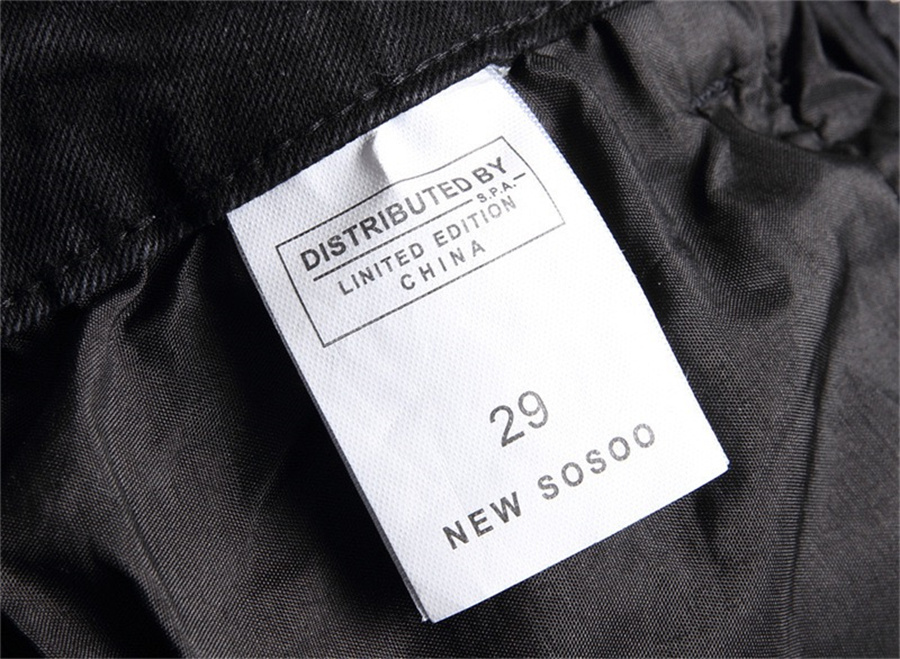 DISTRIBUTED BY
S.P.A.
LIMITED EDITION
CHINA
29
NEW SOSOO